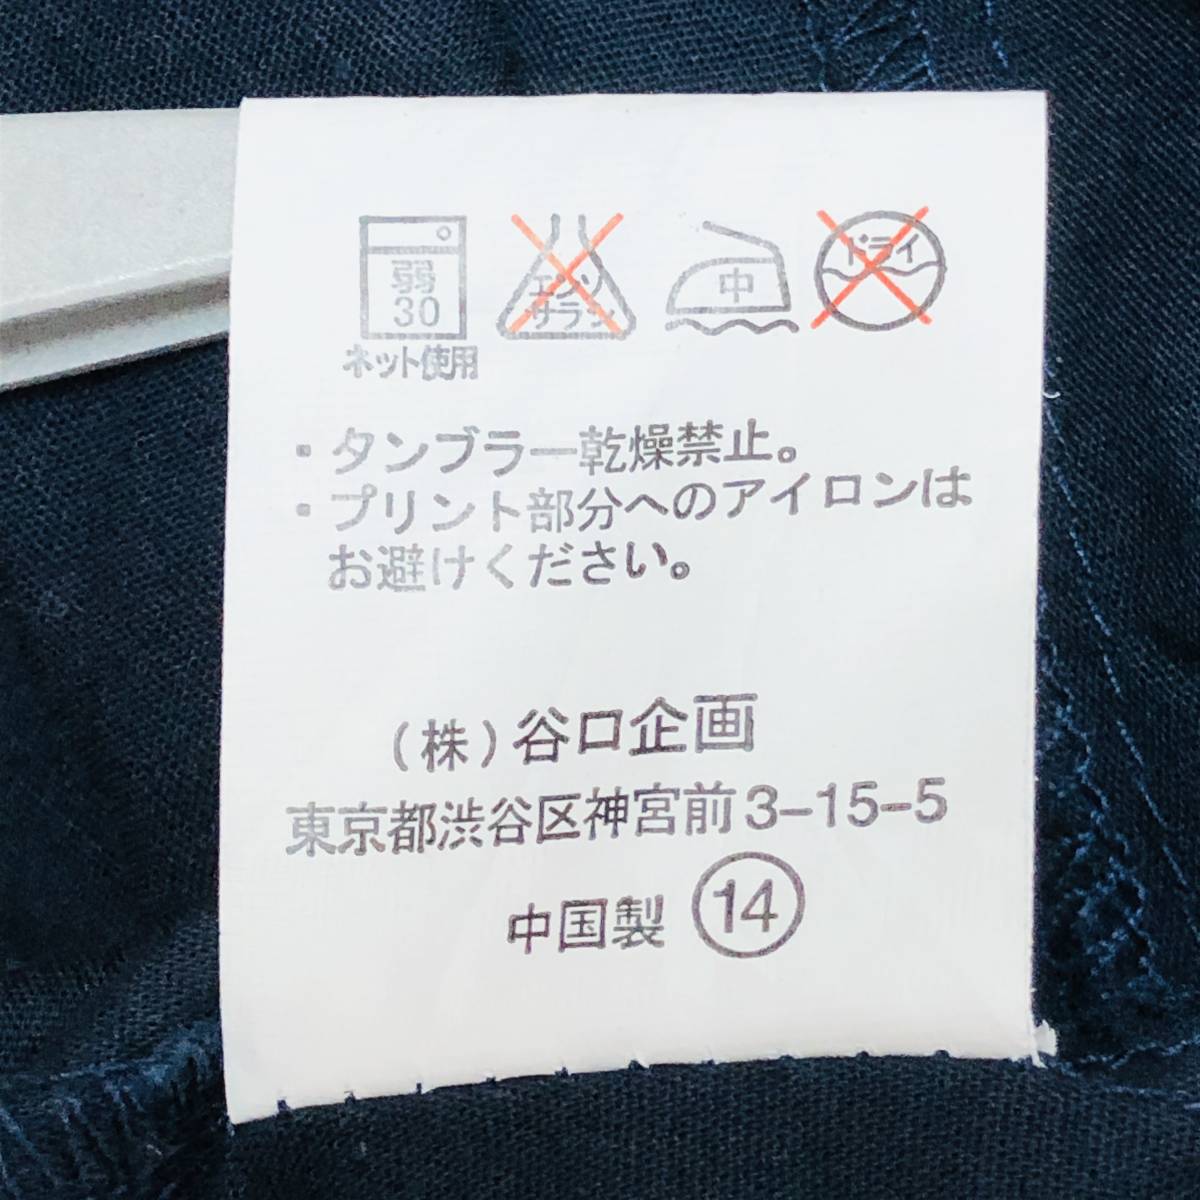 弱
30
ネット使用
エンソ
サラシ
中
ドライ
・タンブラー乾燥禁止。
・プリント部分へのアイロンは
お避けください。
(株)谷口企画
東京都渋谷区神宮前3-15-5
中国製 ⑭